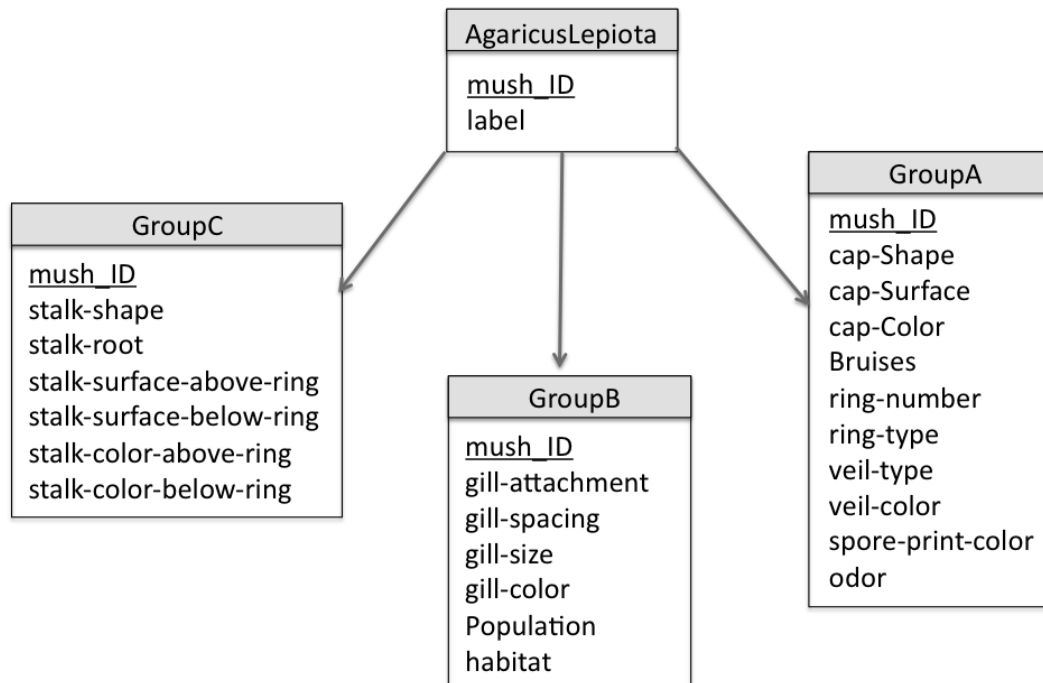 AgaricusLepiota
mush_ID
label
GroupC
mush_ID
stalk-shape
stalk-root
stalk-surface-above-ring
stalk-surface-below-ring
stalk-color-above-ring
stalk-color-below-ring
GroupB
mush_ID
gill-attachment
gill-spacing
gill-size
gill-color
Population
habitat
GroupA
mush_ID
cap-Shape
cap-Surface
cap-Color
Bruises
ring-number
ring-type
veil-type
veil-color
spore-print-color
odor